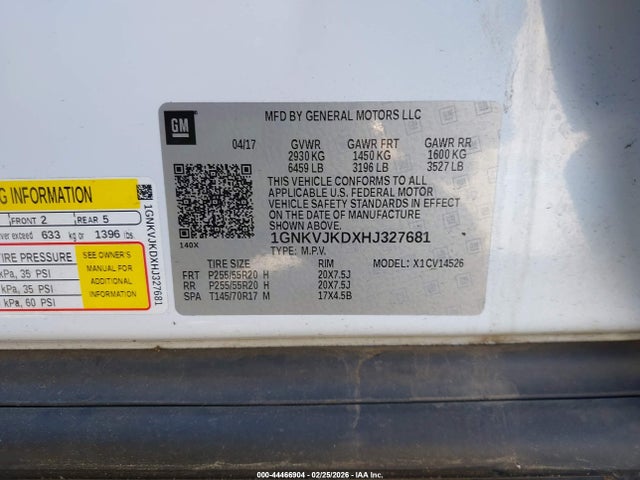 GM
MFD BY GENERAL MOTORS LLC
04/17 GVWR GAWR FRT GAWR RR
2930 KG 1450 KG 1600 KG
6459 LB 3196 LB 3527 LB
THIS VEHICLE CONFORMS TO ALL
APPLICABLE U.S. FEDERAL MOTOR
VEHICLE SAFETY STANDARDS IN EFFECT
ON THE DATE OF MANUFACTURE
SHOWN ABOVE.
140X
1GNKVJKDXHJ327681
TYPE: M.P.V.
TIRE SIZE RIM MODEL: X1CV14526
FRT P255/55R20 H 20X7.5J
RR P255/55R20 H 20X7.5J
SPA T145/70R17 M 17X4.5B
G INFORMATION
FRONT 2 REAR 5
ver exceed 633 kg or 1396 lbs.
TIRE PRESSURE
kPa, 35 PSI
kPa, 35 PSI
kPa, 60 PSI
SEE OWNER'S
MANUAL FOR
ADDITIONAL
INFORMATION
1GNKVJKDXHJ327681
000-44466904 - 02/25/2026 - IAA Inc.